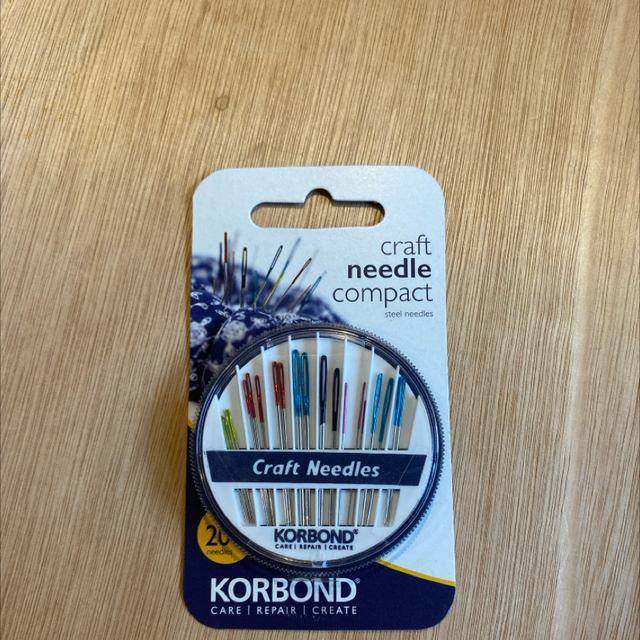 craft
needle
compact
steel needles
Craft Needles
KORBOND®
CARE | REPAIR | CREATE
20
needles
KORBOND®
CARE | REPAIR | CREATE